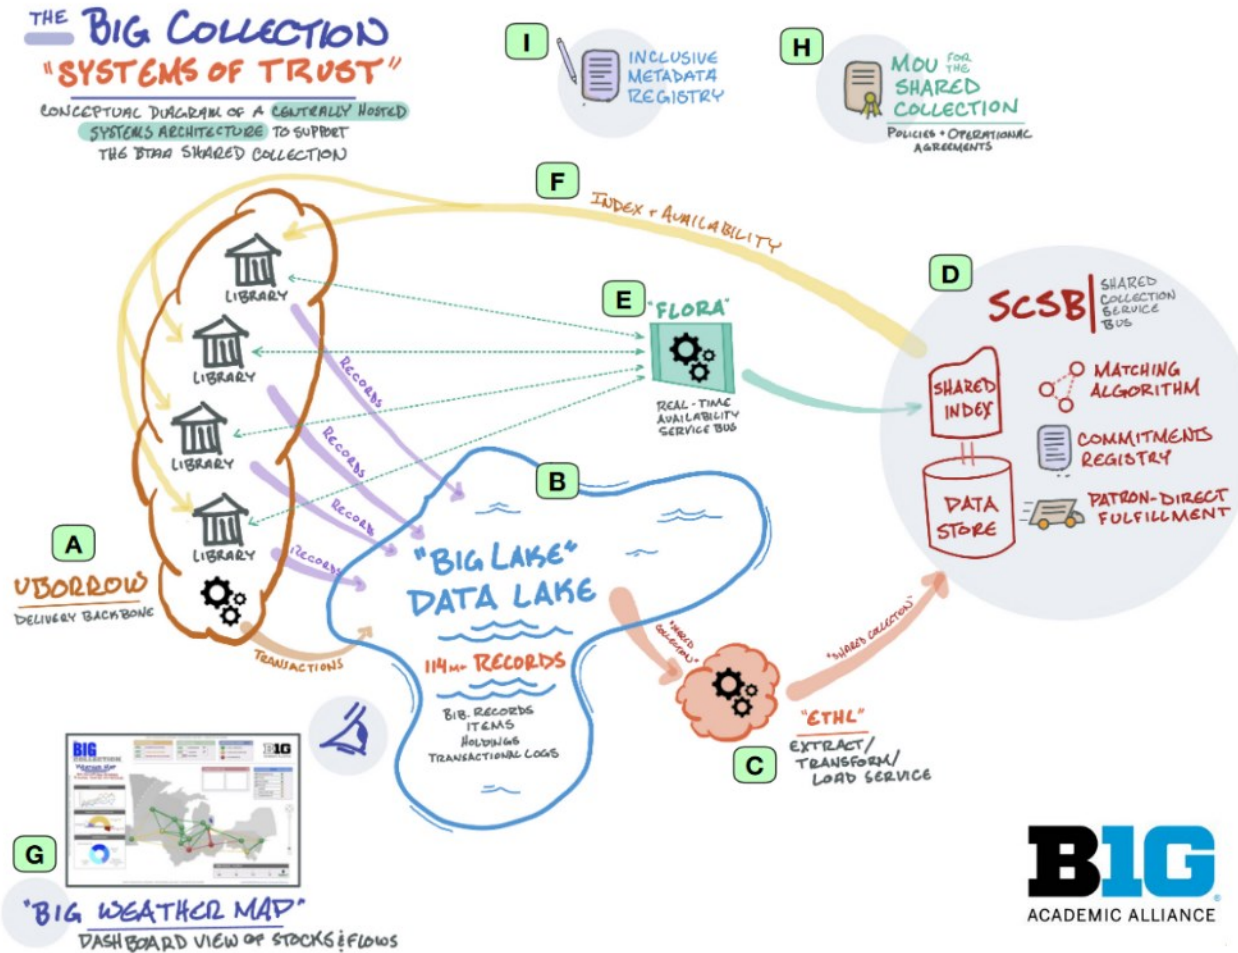 THE BIG COLLECTION
"SYSTEMS OF TRUST"
CONCEPTUAL DIAGRAM OF A CENTRALLY HOSTED
SYSTEMS ARCHITECTURE TO SUPPORT
THE BTAA SHARED COLLECTION
I
INCLUSIVE
METADATA
REGISTRY
H
MOU FOR THE
SHARED
COLLECTION
POLICIES + OPERATIONAL
AGREEMENTS
F
INDEX + AVAILABILITY
LIBRARY
LIBRARY
LIBRARY
LIBRARY
RECORDS
RECORDS
RECORDS
RECORDS
E
"FLORA"
REAL-TIME
AVAILABILITY
SERVICE BUS
D
SCSB
SHARED
COLLECTION
SERVICE
BUS
SHARED
INDEX
MATCHING
ALGORITHM
COMMITMENTS
REGISTRY
DATA
STORE
PATRON-DIRECT
FULFILLMENT
A
UBORROW
DELIVERY BACKBONE
TRANSACTIONS
B
"BIG LAKE"
DATA LAKE
114M+ RECORDS
BIB. RECORDS
ITEMS
HOLDINGS
TRANSACTIONAL LOGS
"SHARED
COLLECTION"
"SHARED COLLECTION"
C
"ETHL"
EXTRACT/
TRANSFORM/
LOAD SERVICE
G
BIG
COLLECTION
B1G
"BIG WEATHER MAP"
DASHBOARD VIEW OF STOCKS & FLOWS
B1G
ACADEMIC ALLIANCE